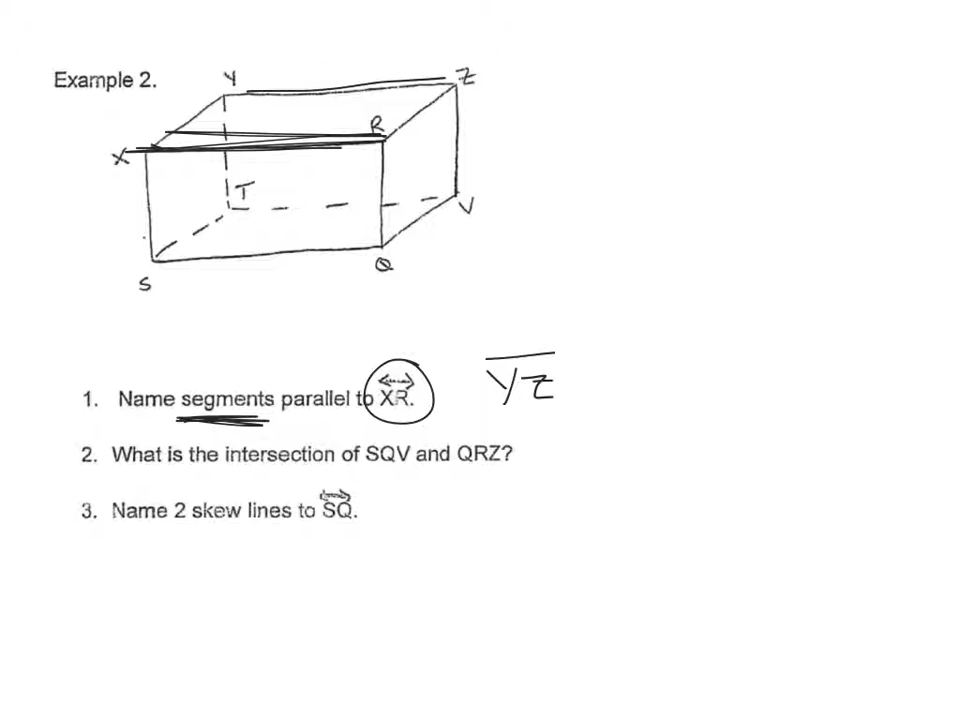 Example 2.
Y
Z
R
X
T
V
Q
S
1. Name segments parallel to XR. YZ
2. What is the intersection of SQV and QRZ?
3. Name 2 skew lines to SQ.